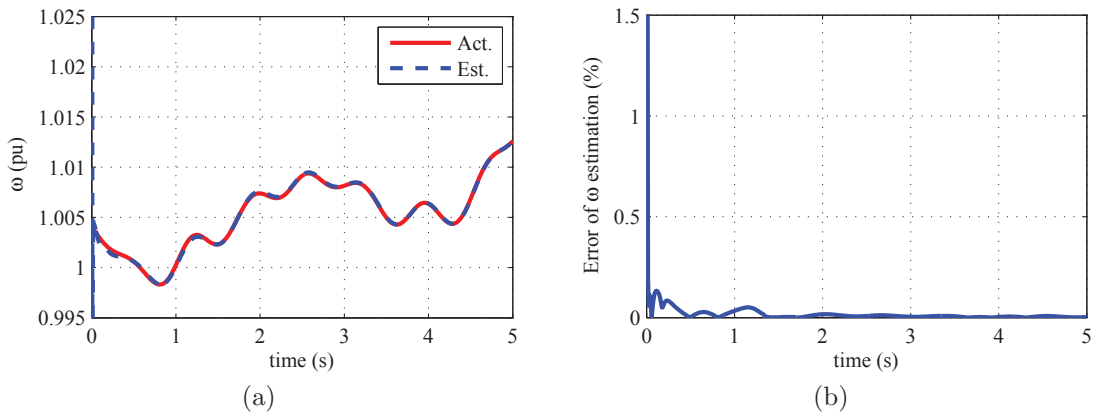 1.025
1.02
1.015
1.01
1.005
1
0.995
ω (pu)
Act.
Est.
0 1 2 3 4 5
time (s)
(a)
1.5
1
0.5
0
Error of ω estimation (%)
0 1 2 3 4 5
time (s)
(b)